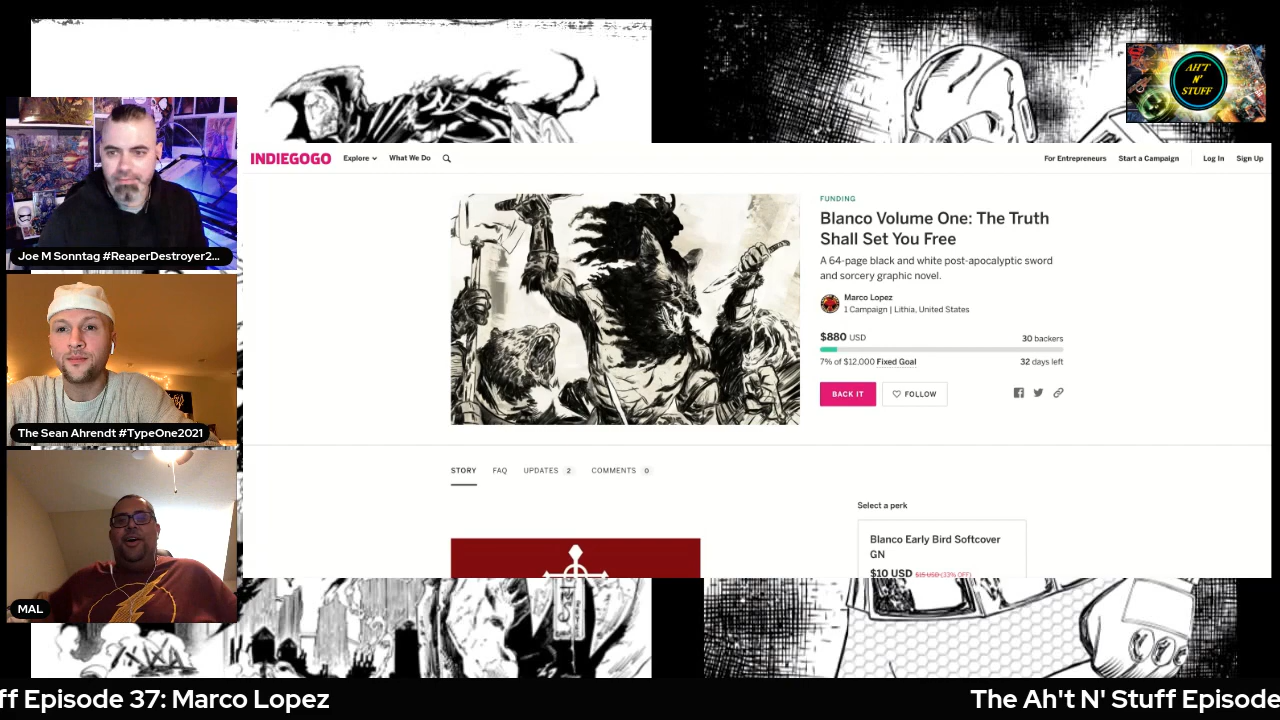 AH'T
N'
STUFF
INDIEGOGO
Explore
What We Do
For Entrepreneurs
Start a Campaign
Log In
Sign Up
FUNDING
Blanco Volume One: The Truth
Shall Set You Free
A 64-page black and white post-apocalyptic sword
and sorcery graphic novel.
Marco Lopez
1 Campaign | Lithia, United States
$880 USD
30 backers
7% of $12,000 Fixed Goal
32 days left
BACK IT
FOLLOW
STORY
FAQ
UPDATES 2
COMMENTS 0
Select a perk
Blanco Early Bird Softcover
GN
$10 USD $15 USD (33% OFF)
Joe M Sonntag #ReaperDestroyer2...
The Sean Ahrendt #TypeOne2021
MAL
ff Episode 37: Marco Lopez
The Ah't N' Stuff Episode